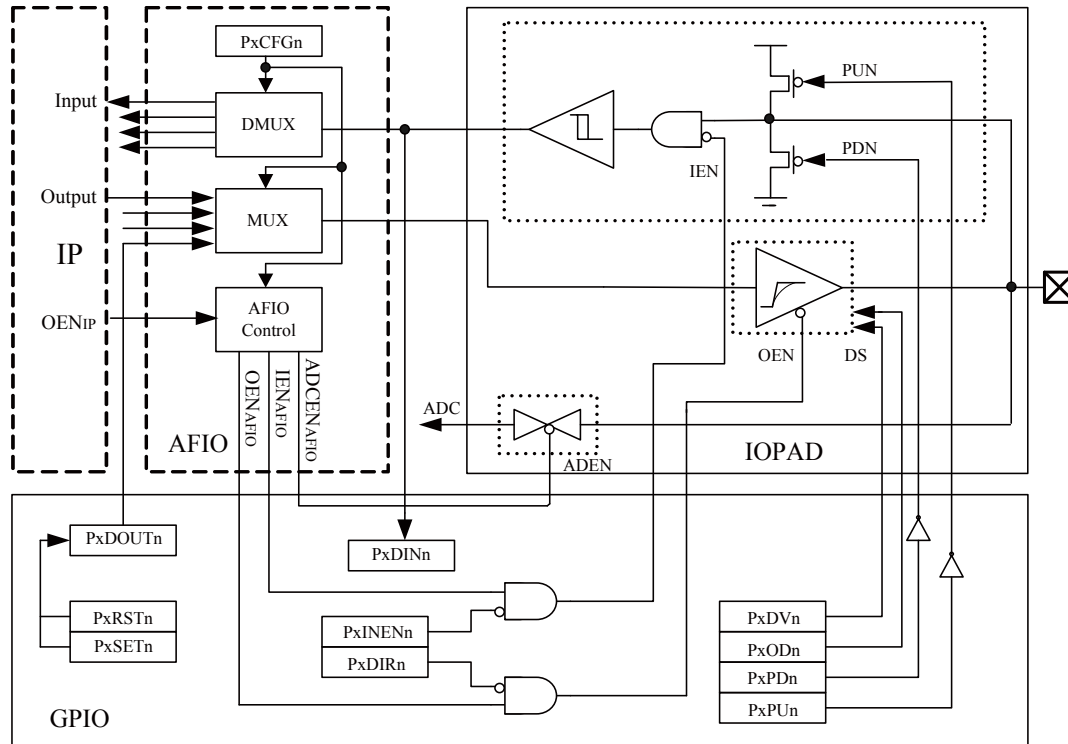 PxCFGn
Input
DMUX
Output
MUX
IP
OENIP
AFIO
Control
OENAFIO
IENAFIO
ADCENAFIO
AFIO
PUN
PDN
IEN
OEN
DS
ADC
ADEN
IOPAD
PxDOUTn
PxDINn
PxRSTn
PxSETn
PxINENn
PxDIRn
PxDVn
PxODn
PxPDn
PxPUn
GPIO